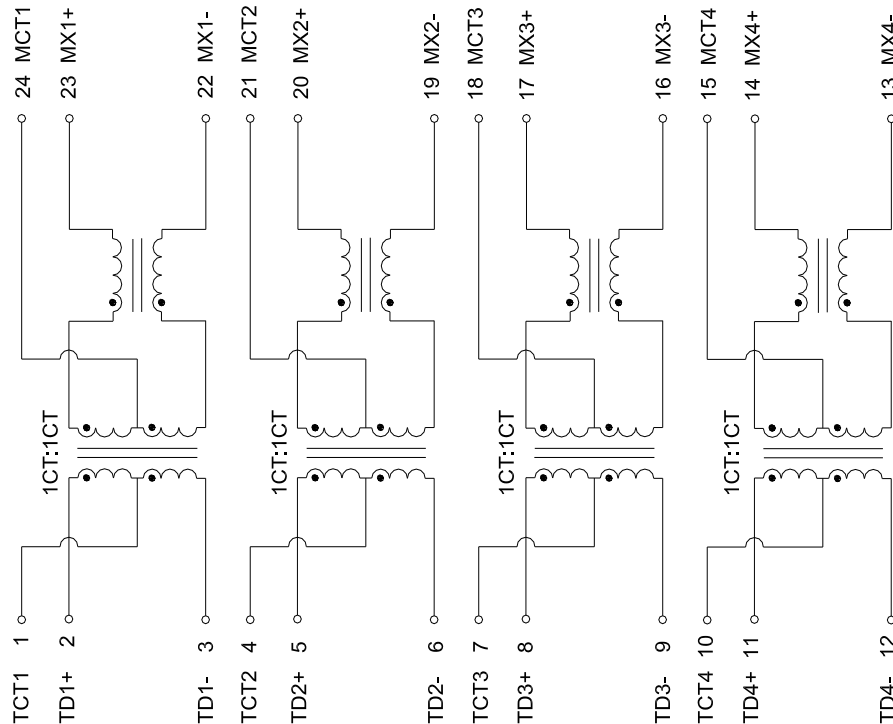 24 MCT1
23 MX1+
22 MX1-
21 MCT2
20 MX2+
19 MX2-
18 MCT3
17 MX3+
16 MX3-
15 MCT4
14 MX4+
13 MX4-
1CT:1CT
1CT:1CT
1CT:1CT
1CT:1CT
TCT1 1
TD1+ 2
TD1- 3
TCT2 4
TD2+ 5
TD2- 6
TCT3 7
TD3+ 8
TD3- 9
TCT4 10
TD4+ 11
TD4- 12